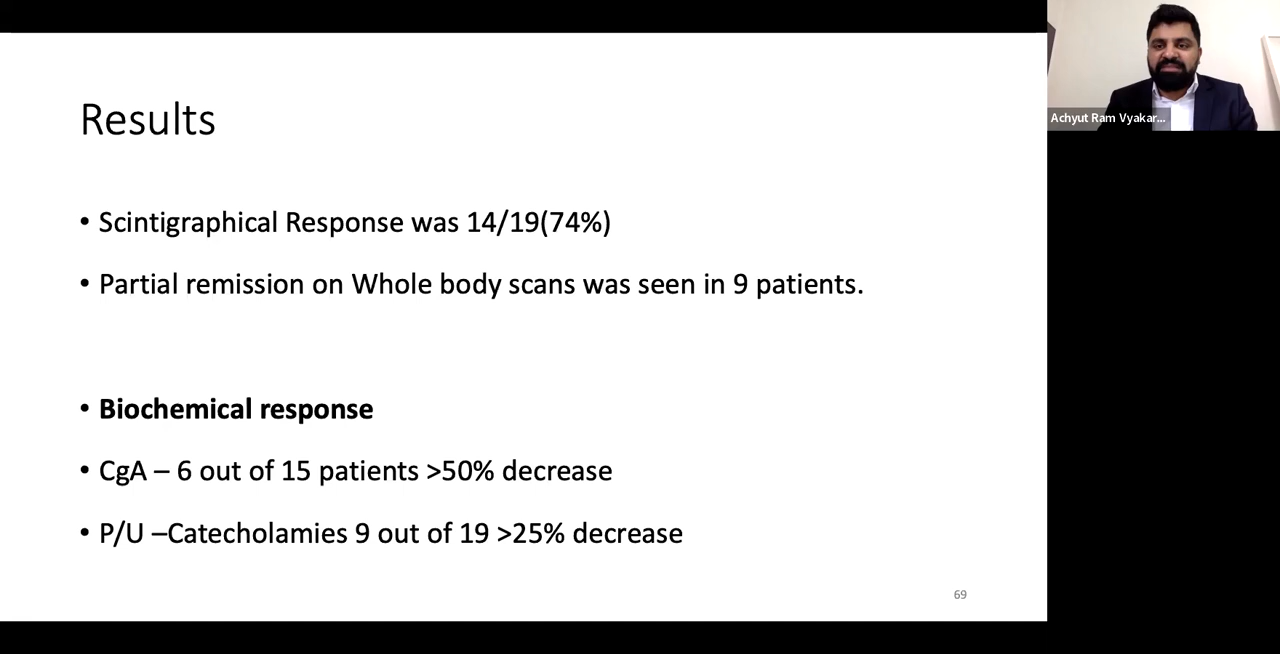 Results
• Scintigraphical Response was 14/19(74%)
• Partial remission on Whole body scans was seen in 9 patients.
• Biochemical response
• CgA – 6 out of 15 patients >50% decrease
• P/U –Catecholamies 9 out of 19 >25% decrease
69
Achyut Ram Vyakar...